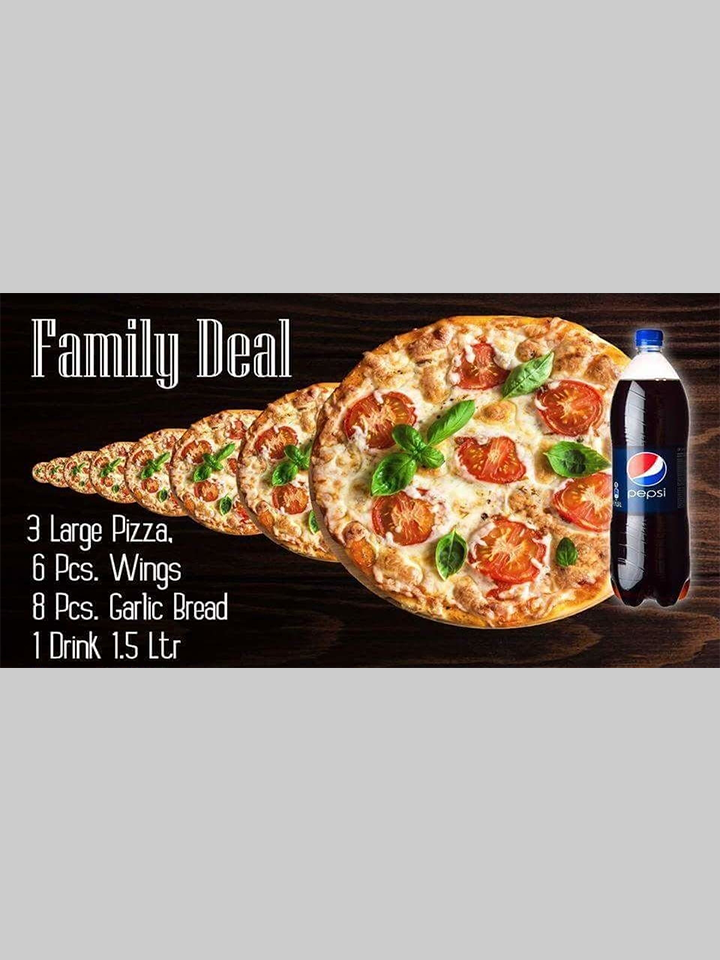 Family Deal
3 Large Pizza,
6 Pcs. Wings
8 Pcs. Garlic Bread
1 Drink 1.5 Ltr
pepsi